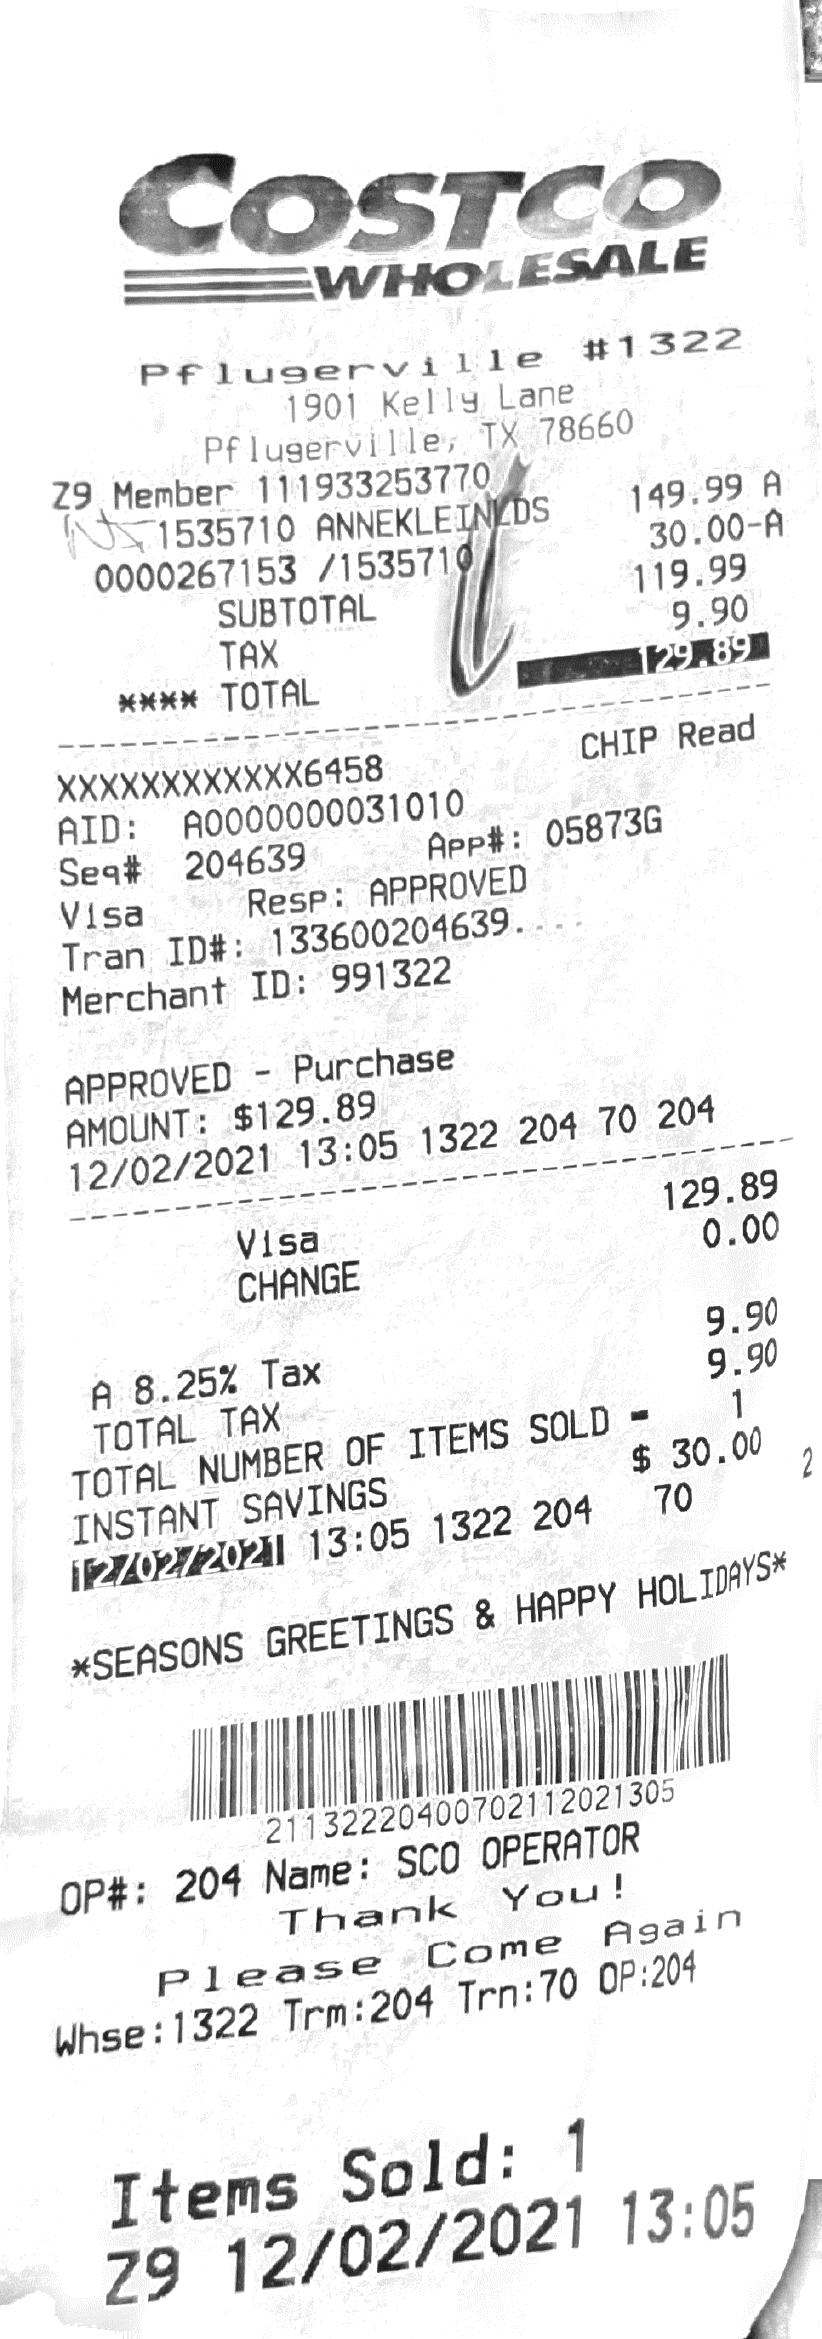 COSTCO
WHOLESALE
Pflugerville #1322
1901 Kelly Lane
Pflugerville, TX 78660
Z9 Member 111933253770
1535710 ANNEKLEINLDS 149.99 A
0000267153 /1535710 30.00-A
SUBTOTAL 119.99
TAX 9.90
**** TOTAL 129.89
XXXXXXXXXXXX6458 CHIP Read
AID: A0000000031010
Seq# 204639 App#: 05873G
Visa Resp: APPROVED
Tran ID#: 133600204639....
Merchant ID: 991322
APPROVED - Purchase
AMOUNT: $129.89
12/02/2021 13:05 1322 204 70 204
Visa 129.89
CHANGE 0.00
A 8.25% Tax 9.90
TOTAL TAX 9.90
TOTAL NUMBER OF ITEMS SOLD = 1
INSTANT SAVINGS $ 30.00
12/02/2021 13:05 1322 204 70
2
*SEASONS GREETINGS & HAPPY HOLIDAYS*
21132220400702112021305
OP#: 204 Name: SCO OPERATOR
Thank You!
Please Come Again
Whse:1322 Trm:204 Trn:70 OP:204
Items Sold: 1
Z9 12/02/2021 13:05